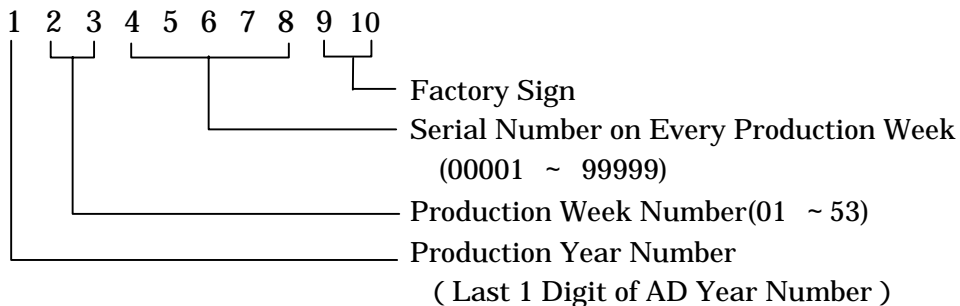 1 2 3 4 5 6 7 8 9 10
Factory Sign
Serial Number on Every Production Week
(00001 ~ 99999)
Production Week Number(01 ~ 53)
Production Year Number
( Last 1 Digit of AD Year Number )